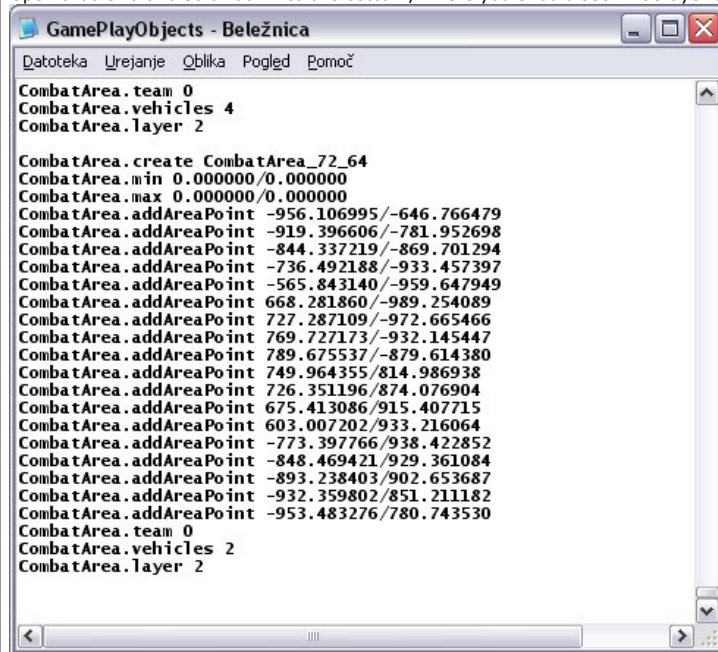 GamePlayObjects - Beležnica
Datoteka Urejanje Oblika Pogled Pomoč
CombatArea.team 0
CombatArea.vehicles 4
CombatArea.layer 2
CombatArea.create CombatArea_72_64
CombatArea.min 0.000000/0.000000
CombatArea.max 0.000000/0.000000
CombatArea.addAreaPoint -956.106995/-646.766479
CombatArea.addAreaPoint -919.396606/-781.952698
CombatArea.addAreaPoint -844.337219/-869.701294
CombatArea.addAreaPoint -736.492188/-933.457397
CombatArea.addAreaPoint -565.843140/-959.647949
CombatArea.addAreaPoint 668.281860/-989.254089
CombatArea.addAreaPoint 727.287109/-972.665466
CombatArea.addAreaPoint 769.727173/-932.145447
CombatArea.addAreaPoint 789.675537/-879.614380
CombatArea.addAreaPoint 749.964355/814.986938
CombatArea.addAreaPoint 726.351196/874.076904
CombatArea.addAreaPoint 675.413086/915.407715
CombatArea.addAreaPoint 603.007202/933.216064
CombatArea.addAreaPoint -773.397766/938.422852
CombatArea.addAreaPoint -848.469421/929.361084
CombatArea.addAreaPoint -893.238403/902.653687
CombatArea.addAreaPoint -932.359802/851.211182
CombatArea.addAreaPoint -953.483276/780.743530
CombatArea.team 0
CombatArea.vehicles 2
CombatArea.layer 2